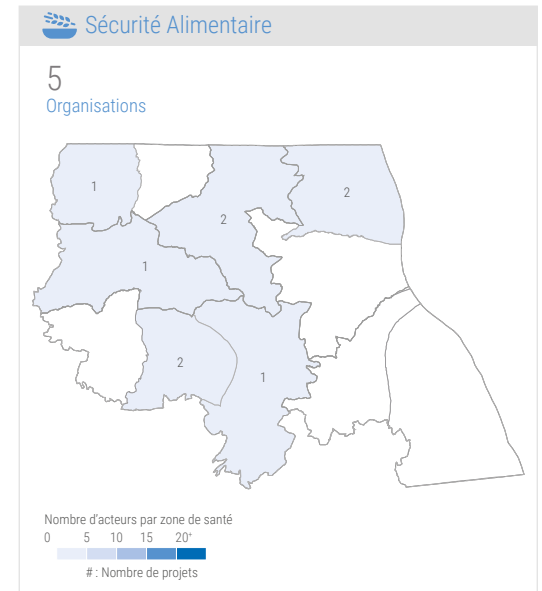 Sécurité Alimentaire
5
Organisations
1
2
2
1
2
1
Nombre d'acteurs par zone de santé
0 5 10 15 20+
# : Nombre de projets